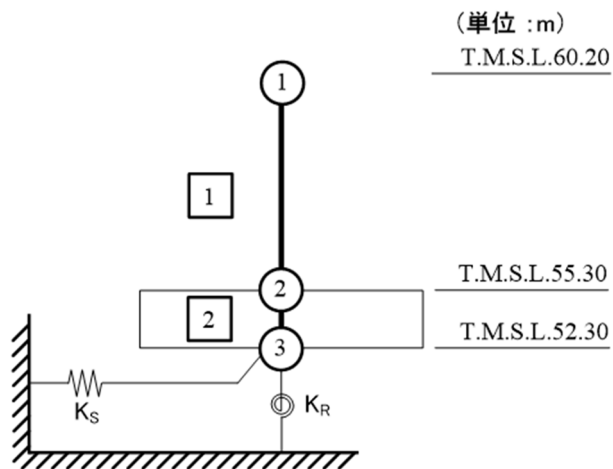 (単位 :m)
T.M.S.L.60.20
1
1
T.M.S.L.55.30
2
2
T.M.S.L.52.30
3
KS
KR